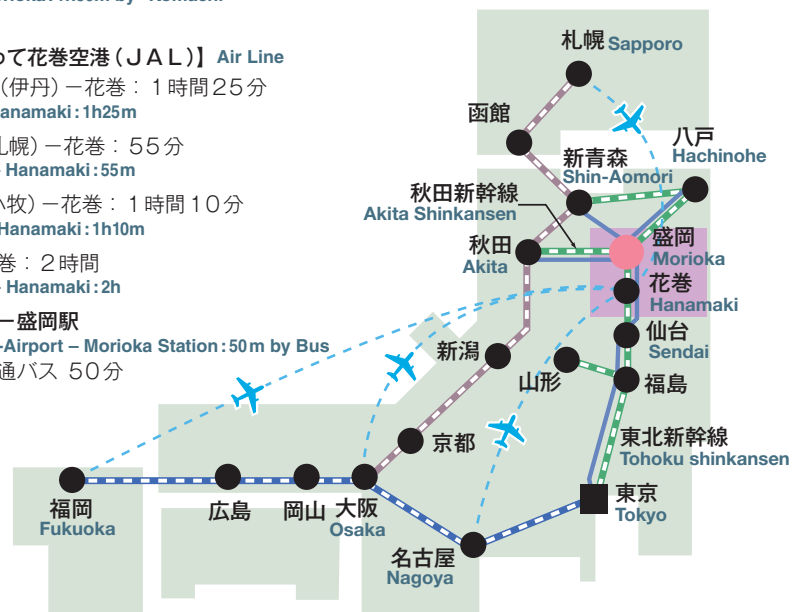 って花巻空港（ＪＡＬ）】Air Line
（伊丹）－花巻：１時間25分
Hanamaki：1h25m
札幌）－花巻：55分
Hanamaki：55m
小牧）－花巻：１時間10分
Hanamaki：1h10m
巻：２時間
Hanamaki：2h
ー盛岡駅
-Airport – Morioka Station：50m by Bus
通バス 50分
札幌 Sapporo
函館
八戸
Hachinohe
新青森
Shin-Aomori
秋田新幹線
Akita Shinkansen
秋田
Akita
盛岡
Morioka
花巻
Hanamaki
仙台
Sendai
新潟
山形
福島
京都
東北新幹線
Tohoku shinkansen
福岡
Fukuoka
広島
岡山
大阪
Osaka
東京
Tokyo
名古屋
Nagoya